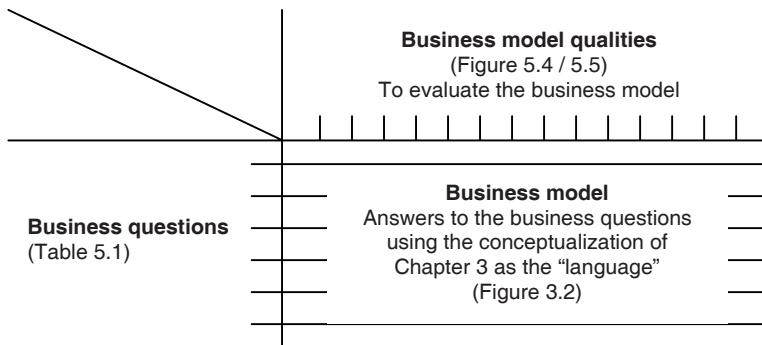 Business model qualities
(Figure 5.4 / 5.5)
To evaluate the business model
Business questions
(Table 5.1)
Business model
Answers to the business questions
using the conceptualization of
Chapter 3 as the “language”
(Figure 3.2)